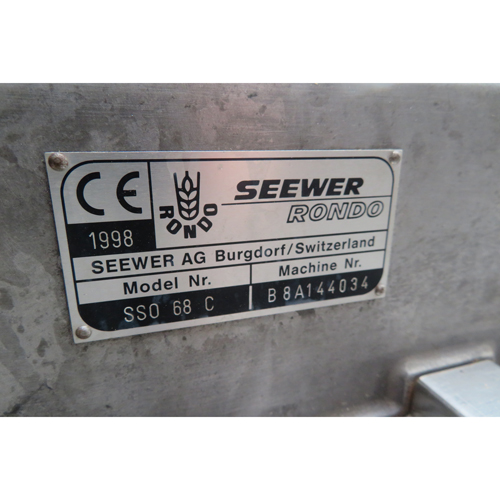 CE
1998
RONDO
SEEWER
RONDO
SEEWER AG Burgdorf/Switzerland
Model Nr.
Machine Nr.
SSO 68 C
B8A144034